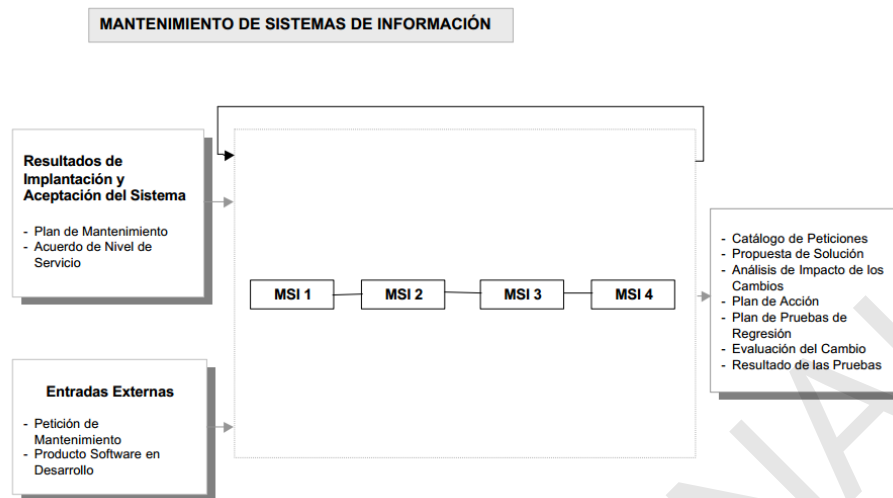 MANTENIMIENTO DE SISTEMAS DE INFORMACIÓN
Resultados de
Implantación y
Aceptación del Sistema
- Plan de Mantenimiento
- Acuerdo de Nivel de
Servicio
MSI 1
MSI 2
MSI 3
MSI 4
- Catálogo de Peticiones
- Propuesta de Solución
- Análisis de Impacto de los
Cambios
- Plan de Acción
- Plan de Pruebas de
Regresión
- Evaluación del Cambio
- Resultado de las Pruebas
Entradas Externas
- Petición de
Mantenimiento
- Producto Software en
Desarrollo